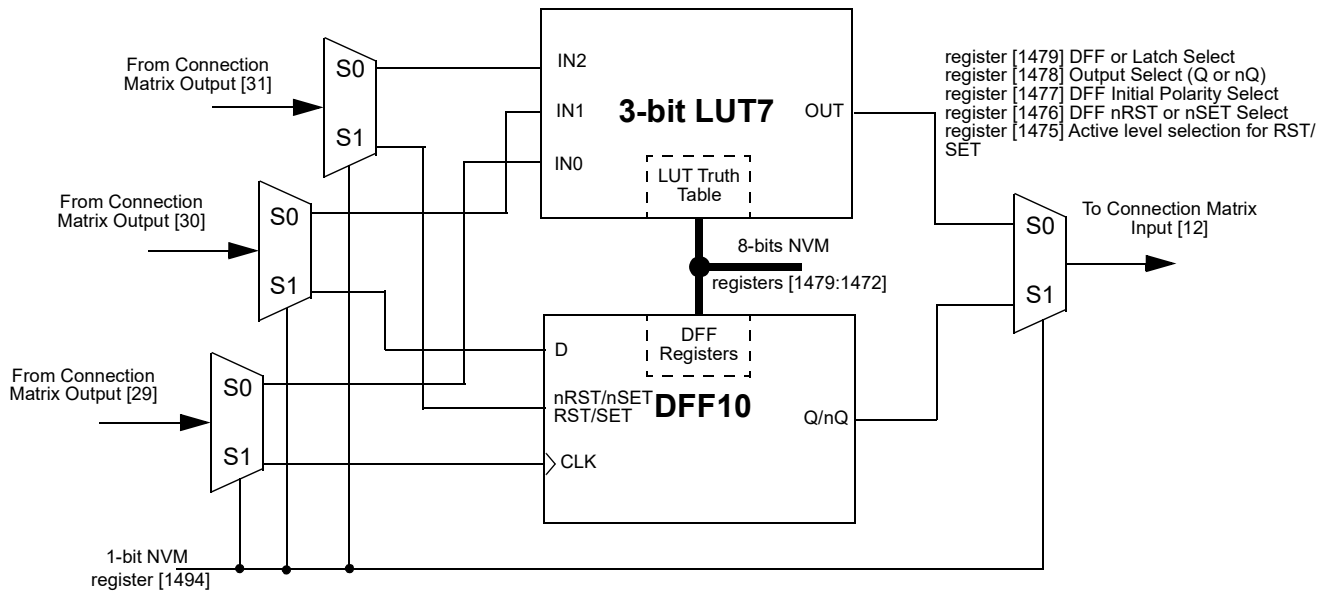 From Connection
Matrix Output [31]
S0
S1
IN2
IN1
IN0
3-bit LUT7
OUT
LUT Truth
Table
register [1479] DFF or Latch Select
register [1478] Output Select (Q or nQ)
register [1477] DFF Initial Polarity Select
register [1476] DFF nRST or nSET Select
register [1475] Active level selection for RST/
SET
From Connection
Matrix Output [30]
S0
S1
8-bits NVM
registers [1479:1472]
S0
S1
To Connection Matrix
Input [12]
From Connection
Matrix Output [29]
S0
S1
DFF
Registers
D
nRST/nSET
RST/SET
DFF10
Q/nQ
CLK
1-bit NVM
register [1494]